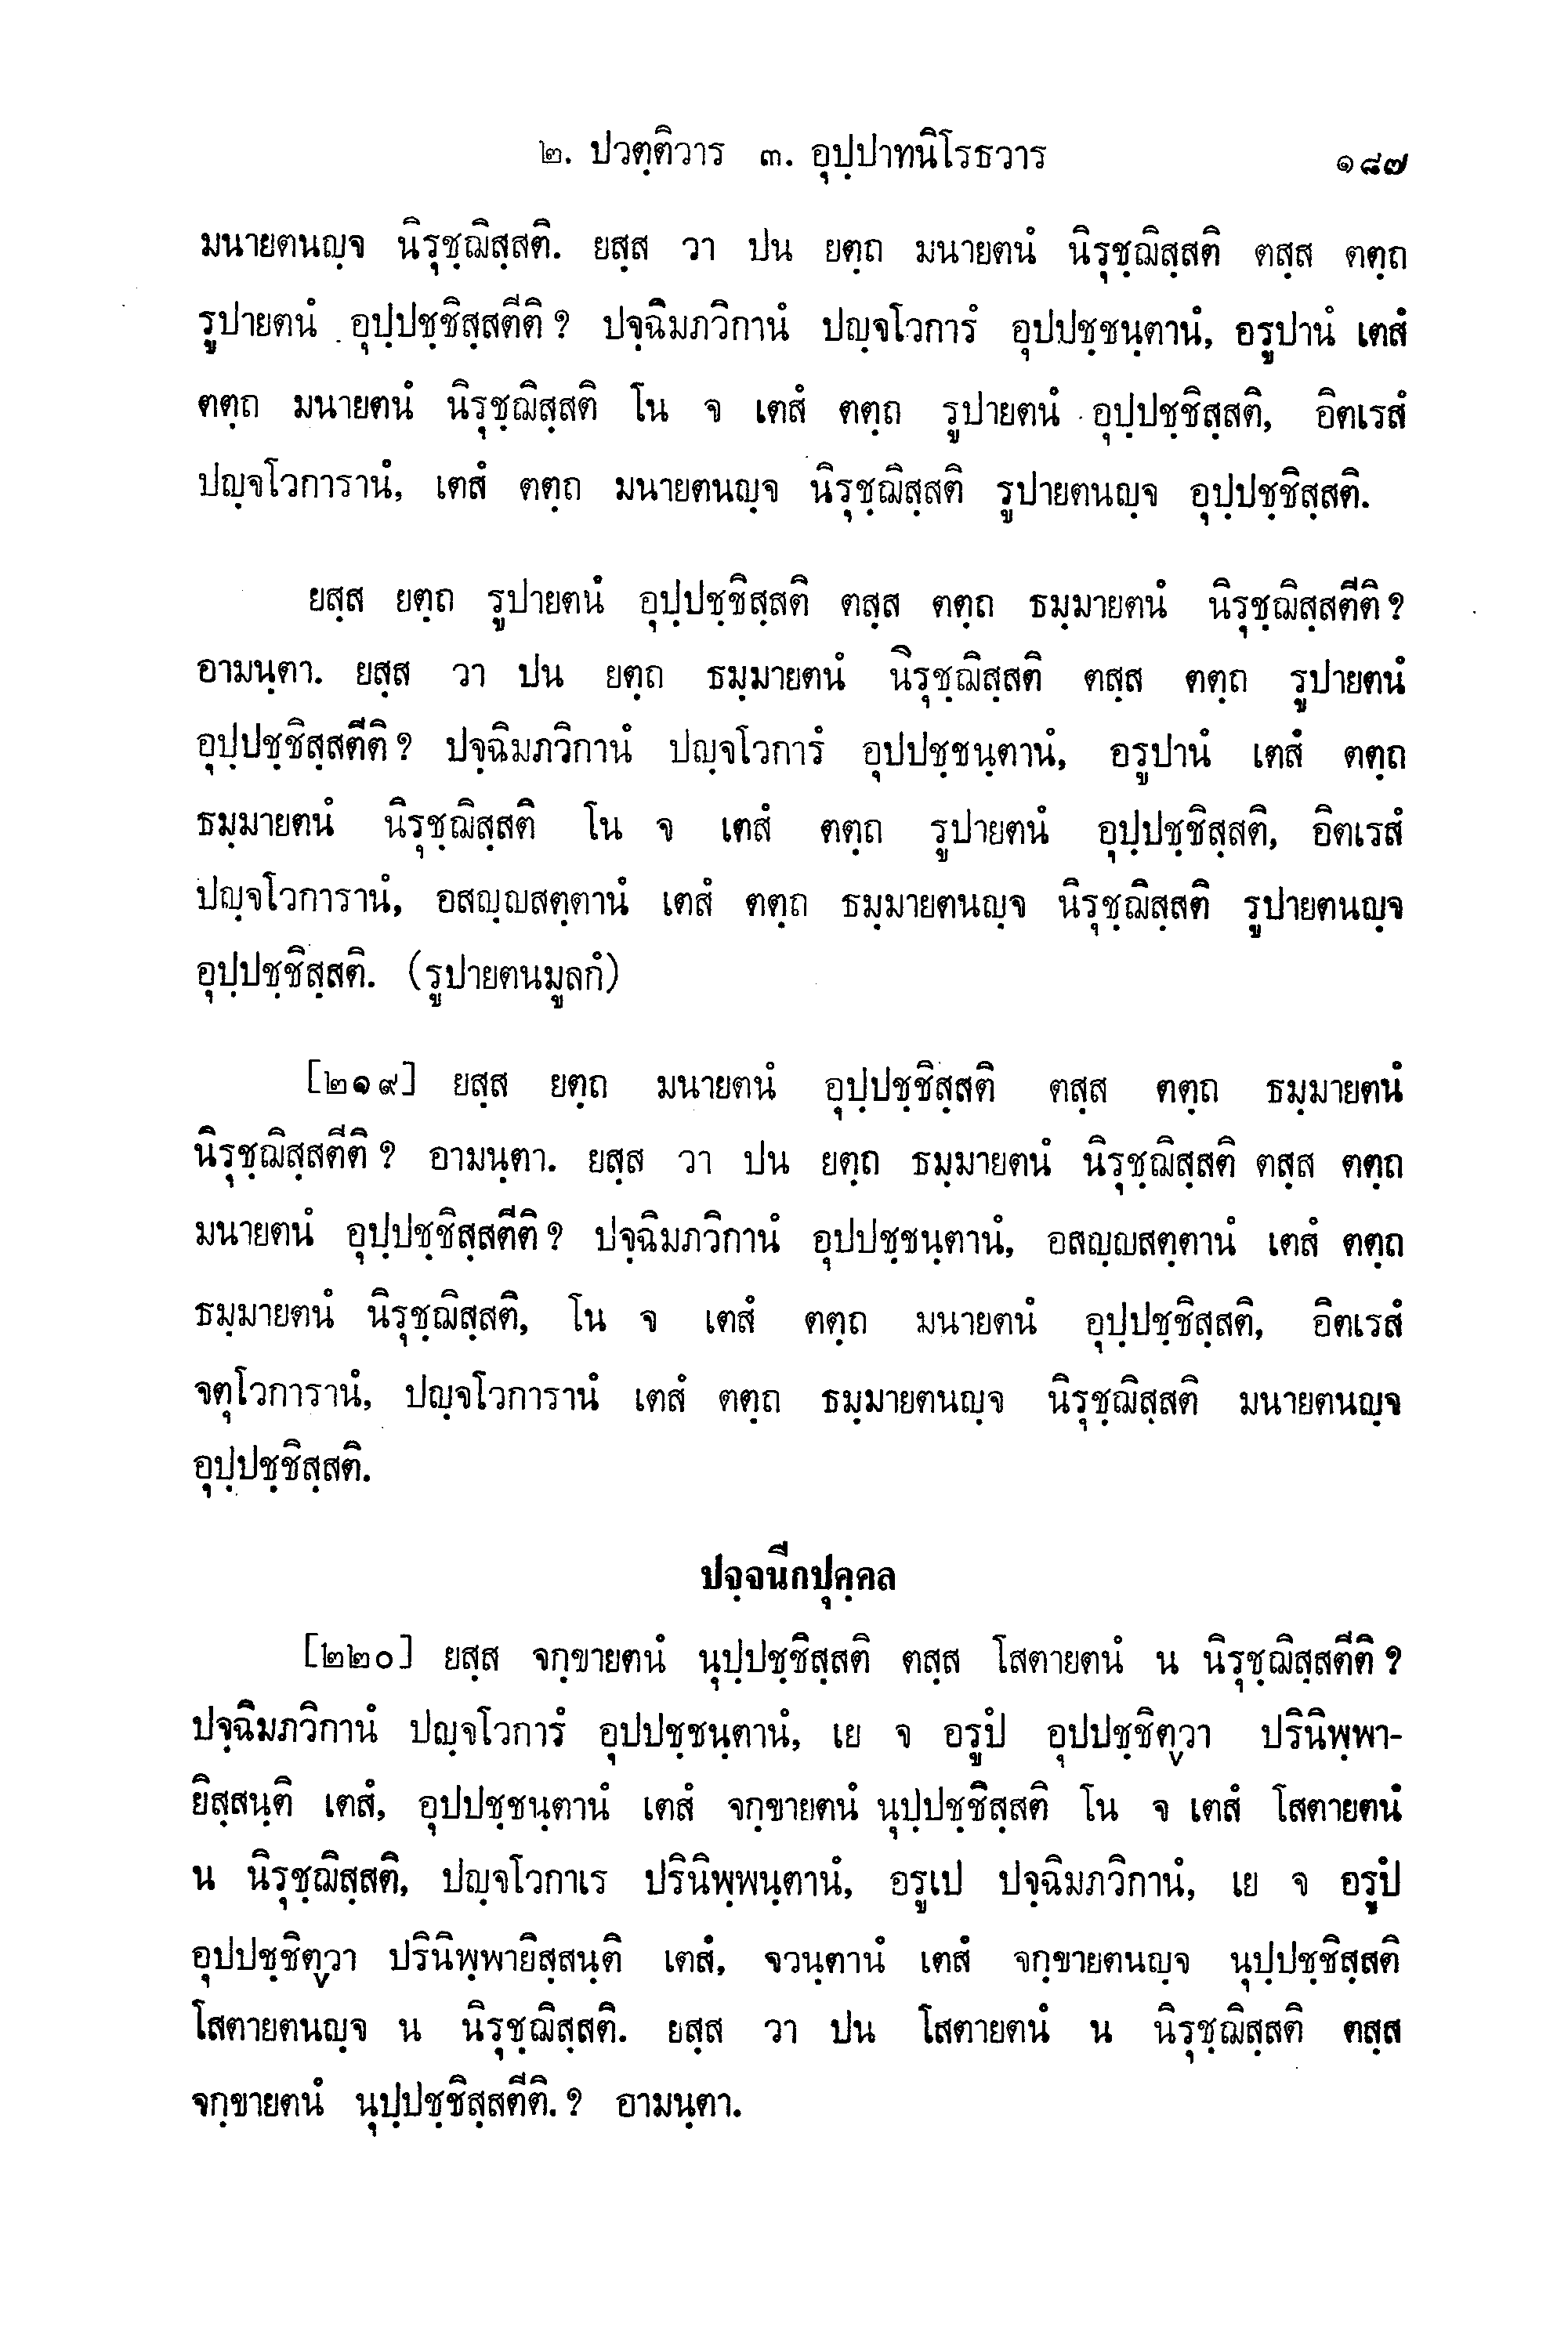 ๒. ปวตฺติวาร ๓. อุปฺปาทนิโรธวาร ๑๘๗
มนายตนญฺจ นิรุชฺฌิสฺสติ. ยสฺส วา ปน ยตฺถ มนายตนํ นิรุชฺฌิสฺสติ ตสฺส ตตฺถ
รูปายตนํ อุปฺปชฺชิสฺสตีติ ? ปจฺฉิมภวิกานํ ปญฺจโวการํ อุปปชฺชนฺตานํ, อรูปานํ เตสํ
ตตฺถ มนายตนํ นิรุชฺฌิสฺสติ โน จ เตสํ ตตฺถ รูปายตนํ อุปฺปชฺชิสฺสติ, อิตเรสํ
ปญฺจโวการานํ, เตสํ ตตฺถ มนายตนญฺจ นิรุชฺฌิสฺสติ รูปายตนญฺจ อุปฺปชฺชิสฺสติ.
ยสฺส ยตฺถ รูปายตนํ อุปฺปชฺชิสฺสติ ตสฺส ตตฺถ ธมฺมายตนํ นิรุชฺฌิสฺสตีติ ?
อามนฺตา. ยสฺส วา ปน ยตฺถ ธมฺมายตนํ นิรุชฺฌิสฺสติ ตสฺส ตตฺถ รูปายตนํ
อุปฺปชฺชิสฺสตีติ ? ปจฺฉิมภวิกานํ ปญฺจโวการํ อุปปชฺชนฺตานํ, อรูปานํ เตสํ ตตฺถ
ธมฺมายตนํ นิรุชฺฌิสฺสติ โน จ เตสํ ตตฺถ รูปายตนํ อุปฺปชฺชิสฺสติ, อิตเรสํ
ปญฺจโวการานํ, อสญฺญสตฺตานํ เตสํ ตตฺถ ธมฺมายตนญฺจ นิรุชฺฌิสฺสติ รูปายตนญฺจ
อุปฺปชฺชิสฺสติ. (รูปายตนมูลกํ)
[๒๑๙] ยสฺส ยตฺถ มนายตนํ อุปฺปชฺชิสฺสติ ตสฺส ตตฺถ ธมฺมายตนํ
นิรุชฺฌิสฺสตีติ ? อามนฺตา. ยสฺส วา ปน ยตฺถ ธมฺมายตนํ นิรุชฺฌิสฺสติ ตสฺส ตตฺถ
มนายตนํ อุปฺปชฺชิสฺสตีติ ? ปจฺฉิมภวิกานํ อุปปชฺชนฺตานํ, อสญฺญสตฺตานํ เตสํ ตตฺถ
ธมฺมายตนํ นิรุชฺฌิสฺสติ, โน จ เตสํ ตตฺถ มนายตนํ อุปฺปชฺชิสฺสติ, อิตเรสํ
จตุโวการานํ, ปญฺจโวการานํ เตสํ ตตฺถ ธมฺมายตนญฺจ นิรุชฺฌิสฺสติ มนายตนญฺจ
อุปฺปชฺชิสฺสติ.
ปจฺจนีกปุคฺคล
[๒๒๐] ยสฺส จกฺขายตนํ นุปฺปชฺชิสฺสติ ตสฺส โสตายตนํ น นิรุชฺฌิสฺสตีติ ?
ปจฺฉิมภวิกานํ ปญฺจโวการํ อุปปชฺชนฺตานํ, เย จ อรูปํ อุปปชฺชิตฺวา ปรินิพฺพา-
ยิสฺสนฺติ เตสํ, อุปปชฺชนฺตานํ เตสํ จกฺขายตนํ นุปฺปชฺชิสฺสติ โน จ เตสํ โสตายตนํ
น นิรุชฺฌิสฺสติ, ปญฺจโวกาเร ปรินิพฺพนฺตานํ, อรูเป ปจฺฉิมภวิกานํ, เย จ อรูปํ
อุปปชฺชิตฺวา ปรินิพฺพายิสฺสนฺติ เตสํ, จวนฺตานํ เตสํ จกฺขายตนญฺจ นุปฺปชฺชิสฺสติ
โสตายตนญฺจ น นิรุชฺฌิสฺสติ. ยสฺส วา ปน โสตายตนํ น นิรุชฺฌิสฺสติ ตสฺส
จกฺขายตนํ นุปฺปชฺชิสฺสตีติ. ? อามนฺตา.